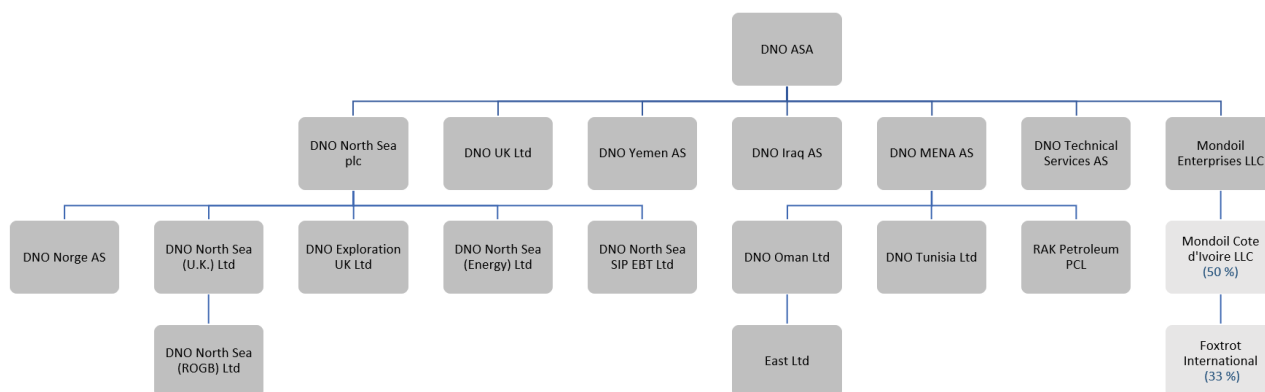 DNO ASA
DNO North Sea
plc
DNO UK Ltd
DNO Yemen AS
DNO Iraq AS
DNO MENA AS
DNO Technical
Services AS
Mondoil
Enterprises LLC
DNO Norge AS
DNO North Sea
(U.K.) Ltd
DNO Exploration
UK Ltd
DNO North Sea
(Energy) Ltd
DNO North Sea
SIP EBT Ltd
DNO Oman Ltd
DNO Tunisia Ltd
RAK Petroleum
PCL
Mondoil Cote
d'Ivoire LLC
(50 %)
DNO North Sea
(ROGB) Ltd
East Ltd
Foxtrot
International
(33 %)